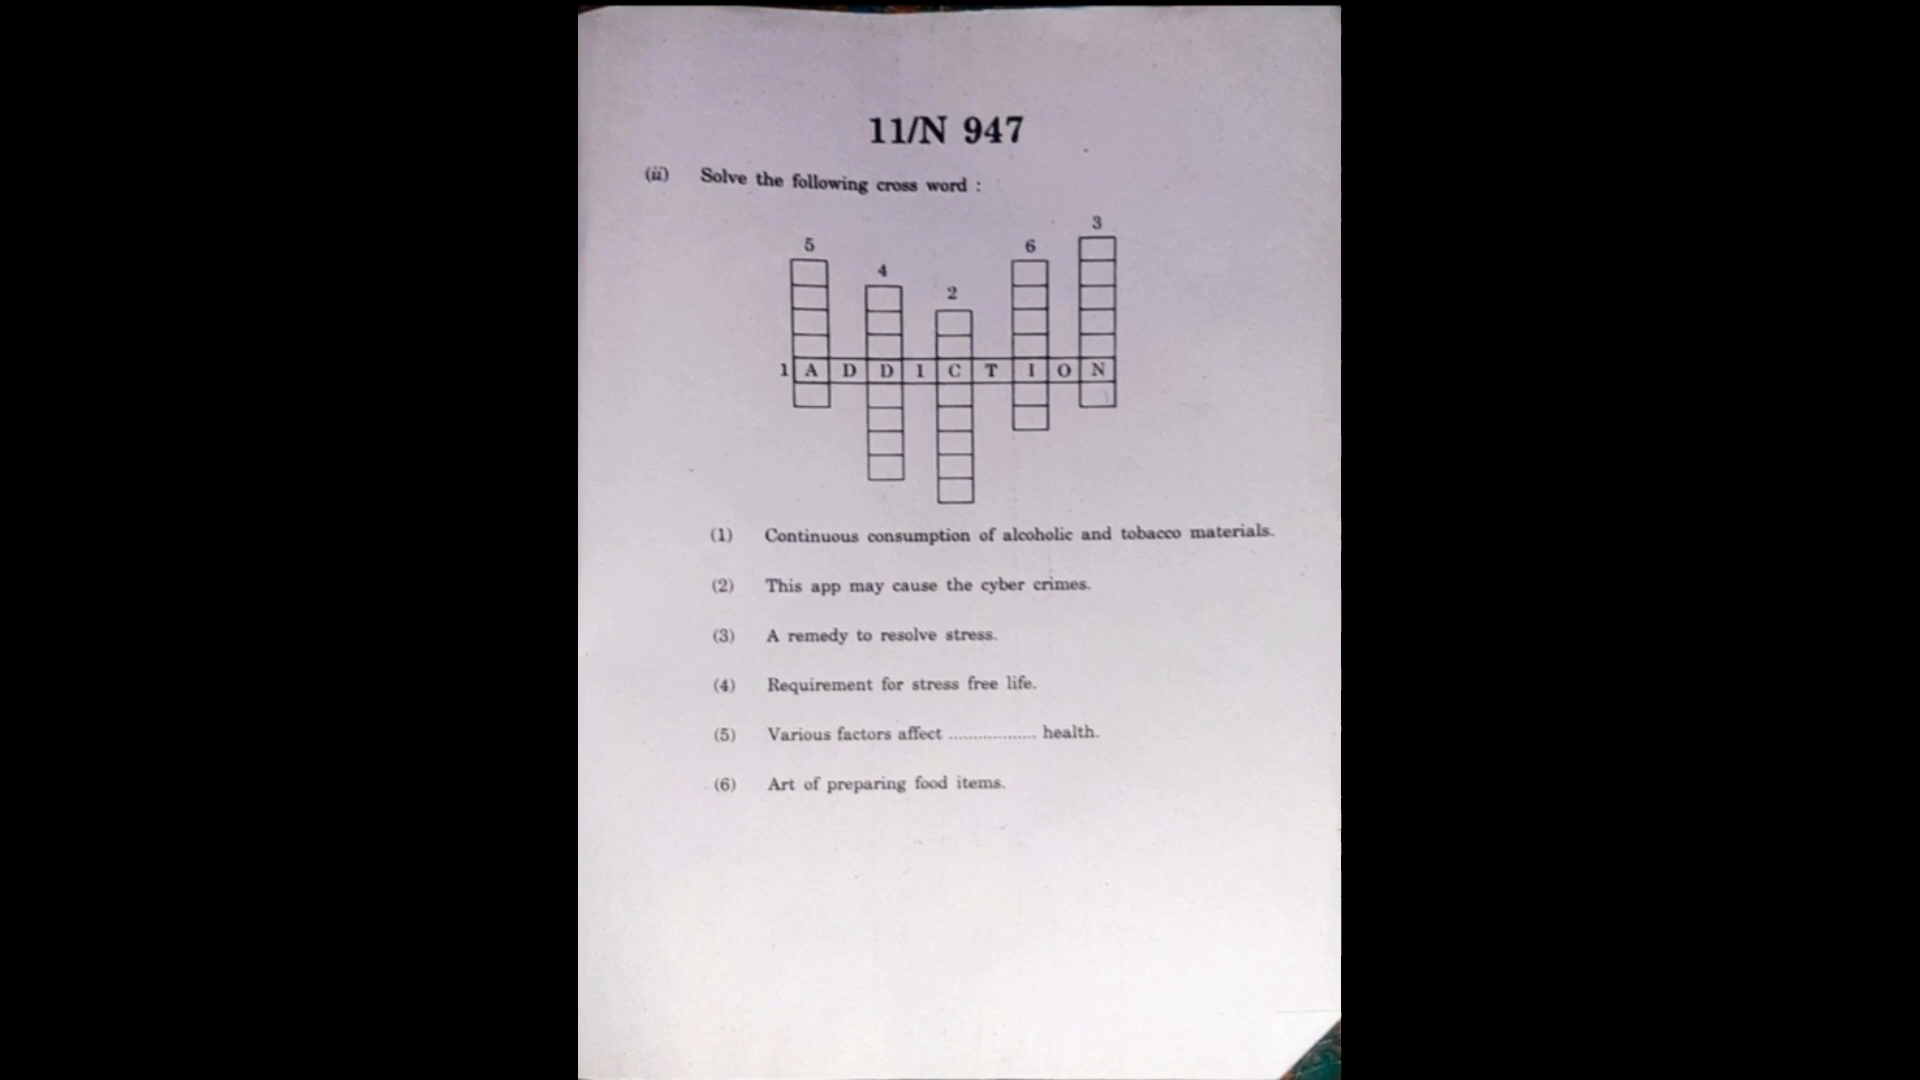 11/N 947
(ii) Solve the following cross word :
3
5 6
4
2
1 A D D I C T I O N
(1) Continuous consumption of alcoholic and tobacco materials.
(2) This app may cause the cyber crimes.
(3) A remedy to resolve stress.
(4) Requirement for stress free life.
(5) Various factors affect .................. health.
(6) Art of preparing food items.